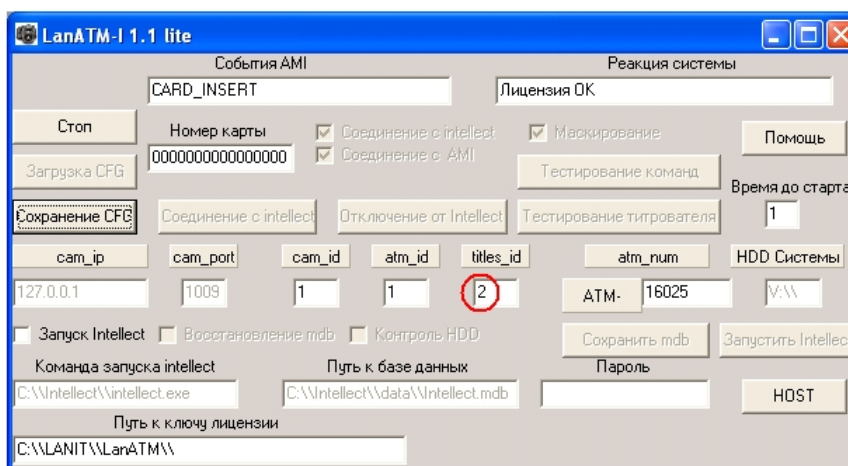 LanATM-I 1.1 lite
События AMI Реакция системы
CARD_INSERT Лицензия ОК
Стоп Номер карты Соединение с intellect Маскирование Помощь
0000000000000000 Соединение с AMI
Загрузка CFG Тестирование команд
Время до старта
Сохранение CFG Соединение с intellect Отключение от Intellect Тестирование титрователя 1
cam_ip cam_port cam_id atm_id titles_id atm_num HDD Системы
127.0.0.1 1009 1 1 2 ATM- 16025 V:\\
Запуск Intellect Восстановление mdb Контроль HDD Сохранить mdb Запустить Intellec
Команда запуска intellect Путь к базе данных Пароль
C:\\Intellect\\intellect.exe C:\\Intellect\\data\\Intellect.mdb HOST
Путь к ключу лицензии
C:\\LANIT\\LanATM\\